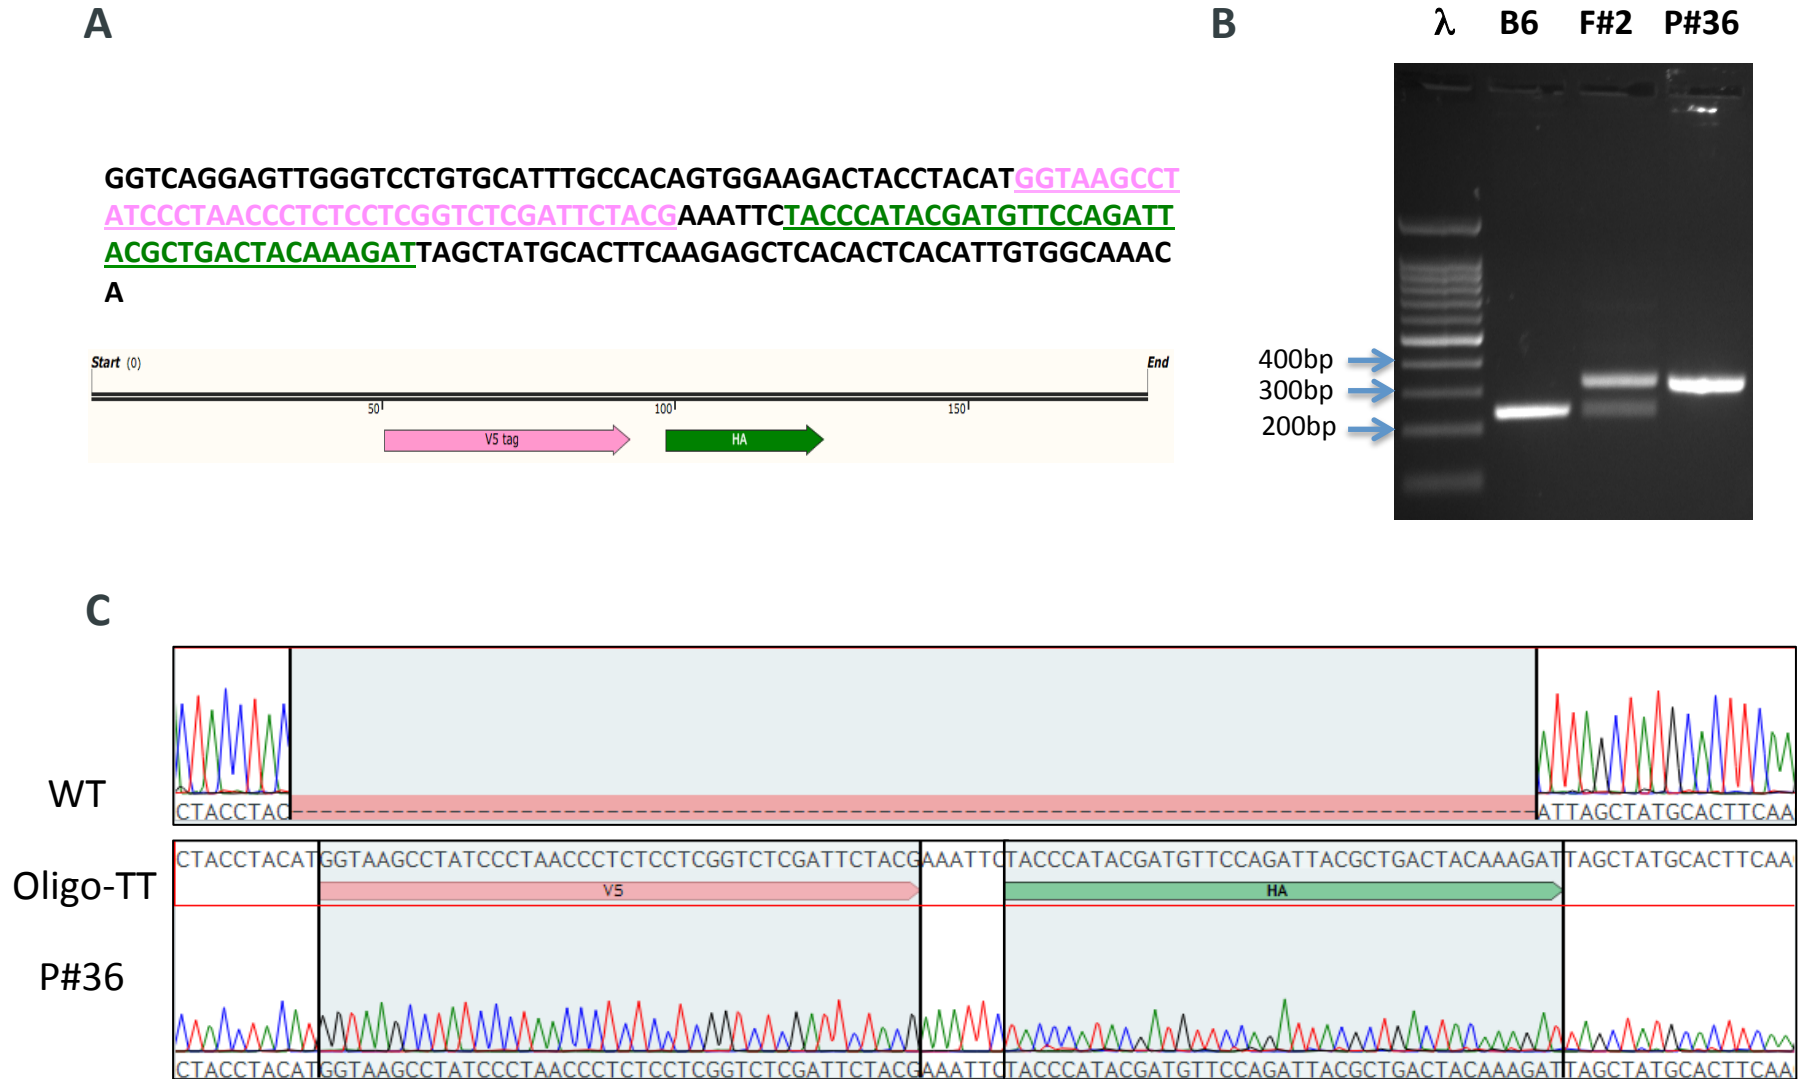 A
GGTCAGGAGTTGGGTCCTGTGCATTTGCCACAGTGGAAGACTACCTACATGGTAAGCCT
ATCCCTAACCCTCTCCTCGGTCTCGATTCTACGAAATTCTACCCATACGATGTTCCAGATT
ACGCTGACTACAAAGATTAGCTATGCACTTCAAGAGCTCACACTCACATTGTGGCAAAC
A
Start (0)
End
50
100
150
V5 tag
HA
B
λ B6 F#2 P#36
400bp
300bp
200bp
C
WT
CTACCTAC
ATTAGCTATGCACTTCAA
Oligo-TT
CTACCTACATGGTAAGCCTATCCCTAACCCTCTCCTCGGTCTCGATTCTACGAAATTCTACCCATACGATGTTCCAGATTACGCTGACTACAAAGATTAGCTATGCACTTCAA
V5
HA
P#36
CTACCTACATGGTAAGCCTATCCCTAACCCTCTCCTCGGTCTCGATTCTACGAAATTCTACCCATACGATGTTCCAGATTACGCTGACTACAAAGATTAGCTATGCACTTCAA